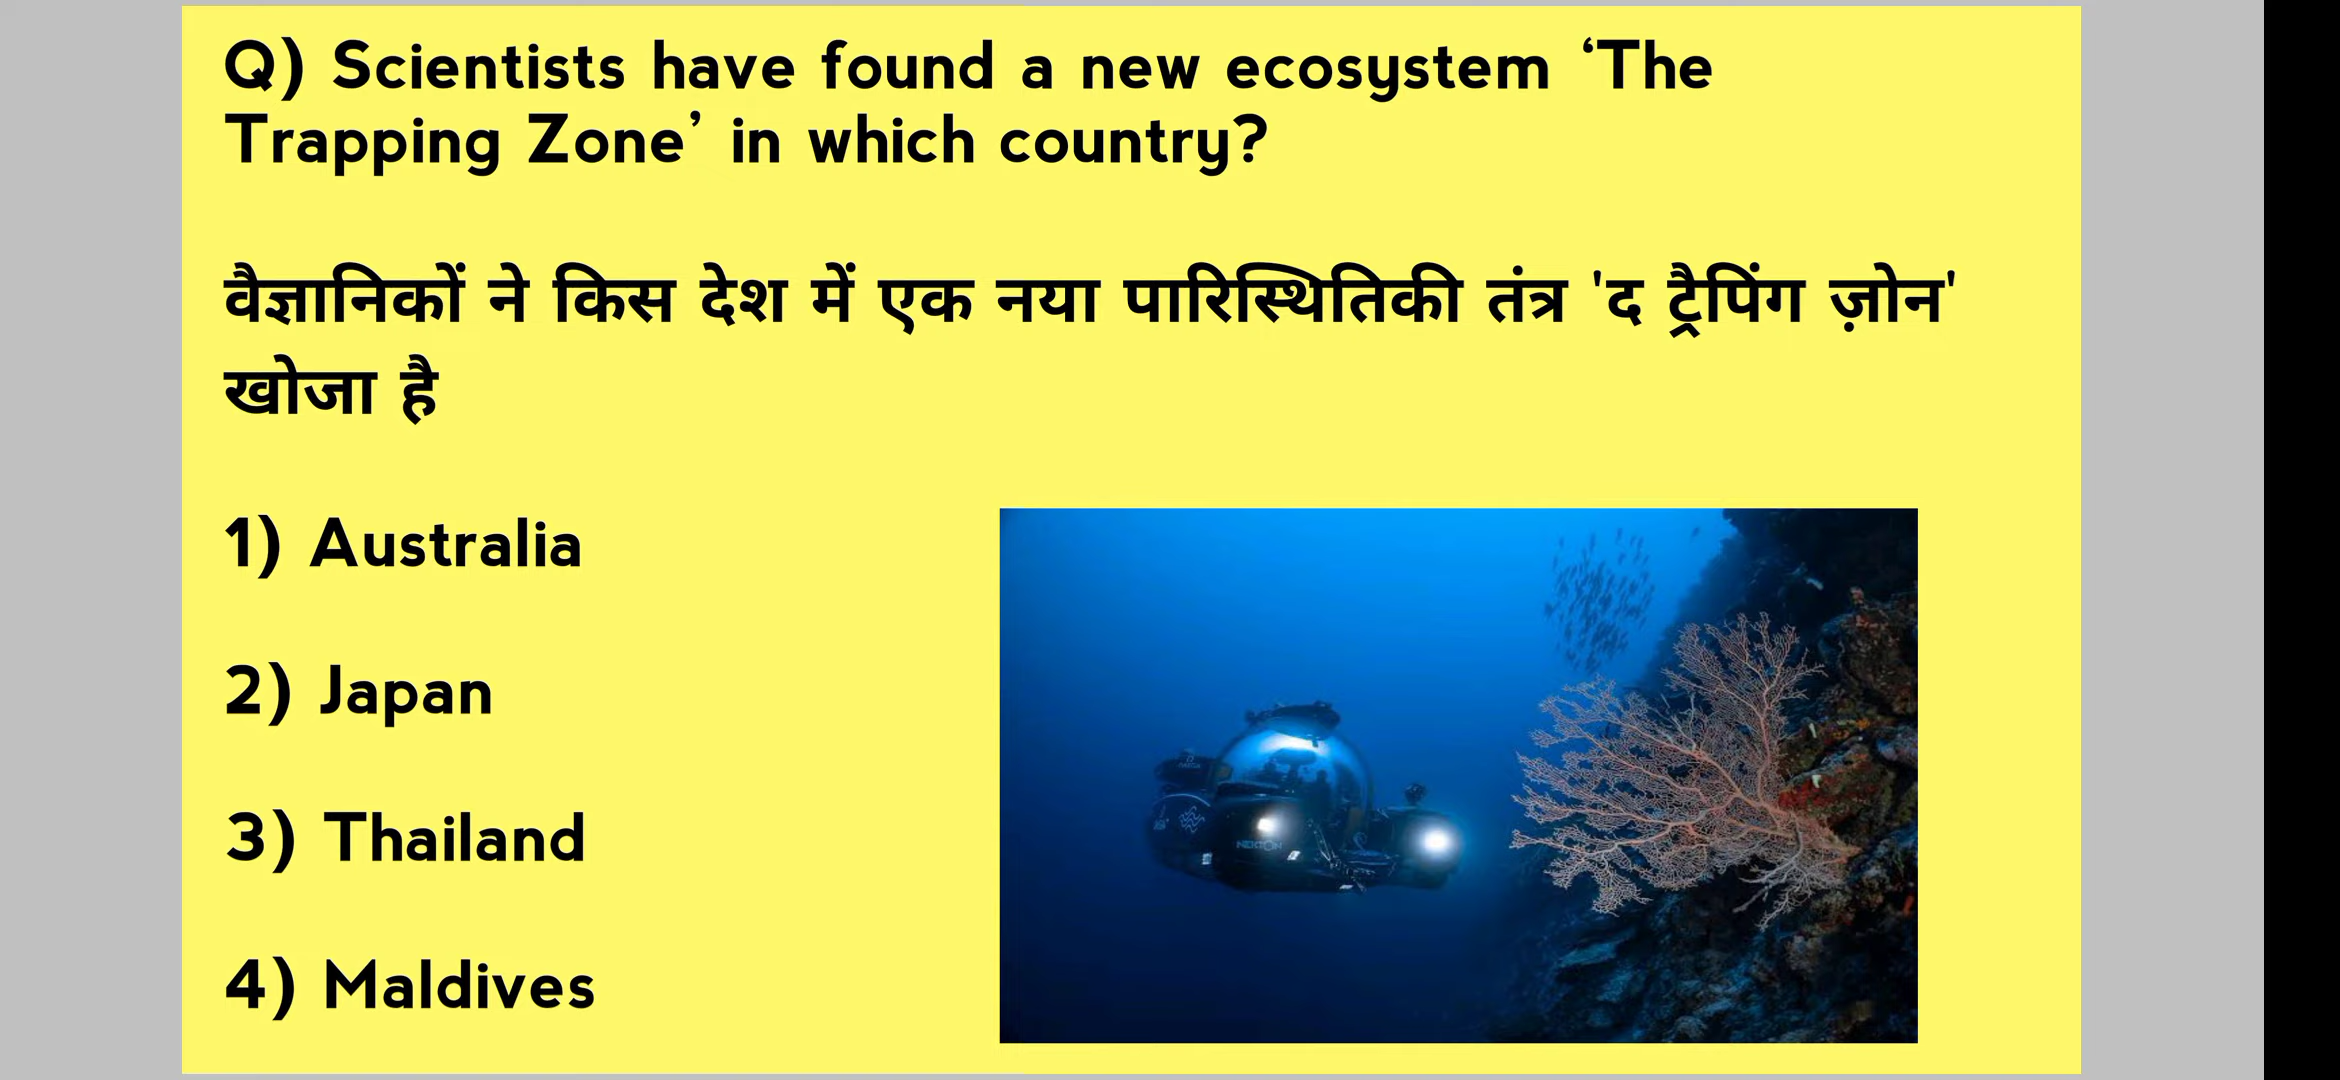 Q) Scientists have found a new ecosystem ‘The
Trapping Zone’ in which country?
वैज्ञानिकों ने किस देश में एक नया पारिस्थितिकी तंत्र 'द ट्रैपिंग ज़ोन'
खोजा है
1) Australia
2) Japan
3) Thailand
4) Maldives
NEKTON